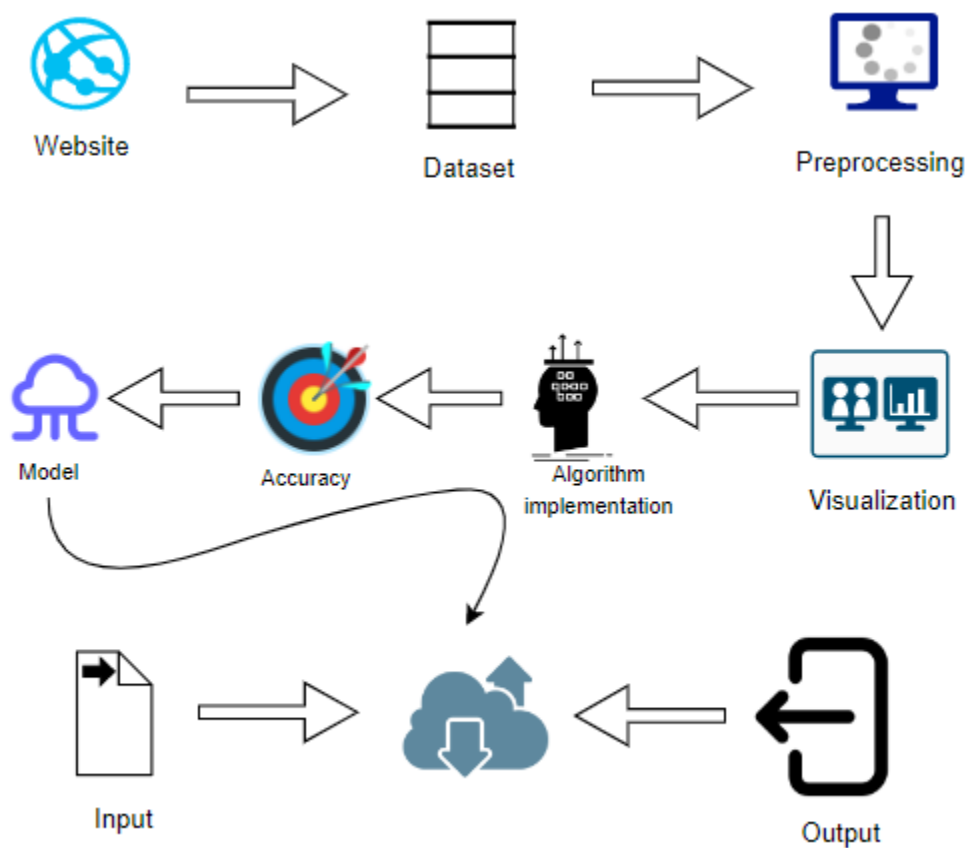 Website
Dataset
Preprocessing
Model
Accuracy
Algorithm
implementation
Visualization
Input
Output